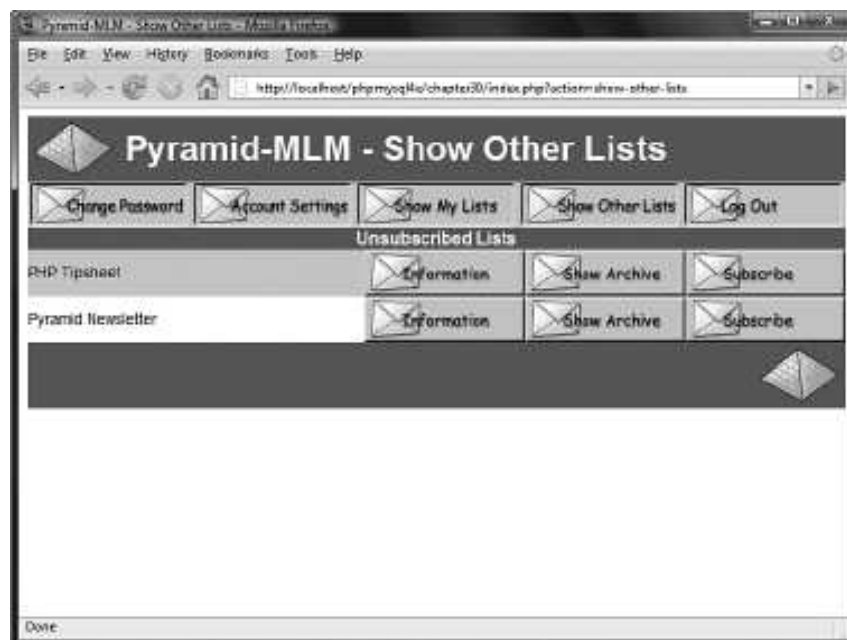 Pyramid-MLM - Show Other Lists - Mozilla Firefox
File Edit View History Bookmarks Tools Help
http://localhost/phpmysql4e/chapter30/index.php?action=show-other-lists
Pyramid-MLM - Show Other Lists
Change Password Account Settings Show My Lists Show Other Lists Log Out
Unsubscribed Lists
PHP Tipsheet Information Show Archive Subscribe
Pyramid Newsletter Information Show Archive Subscribe
Done